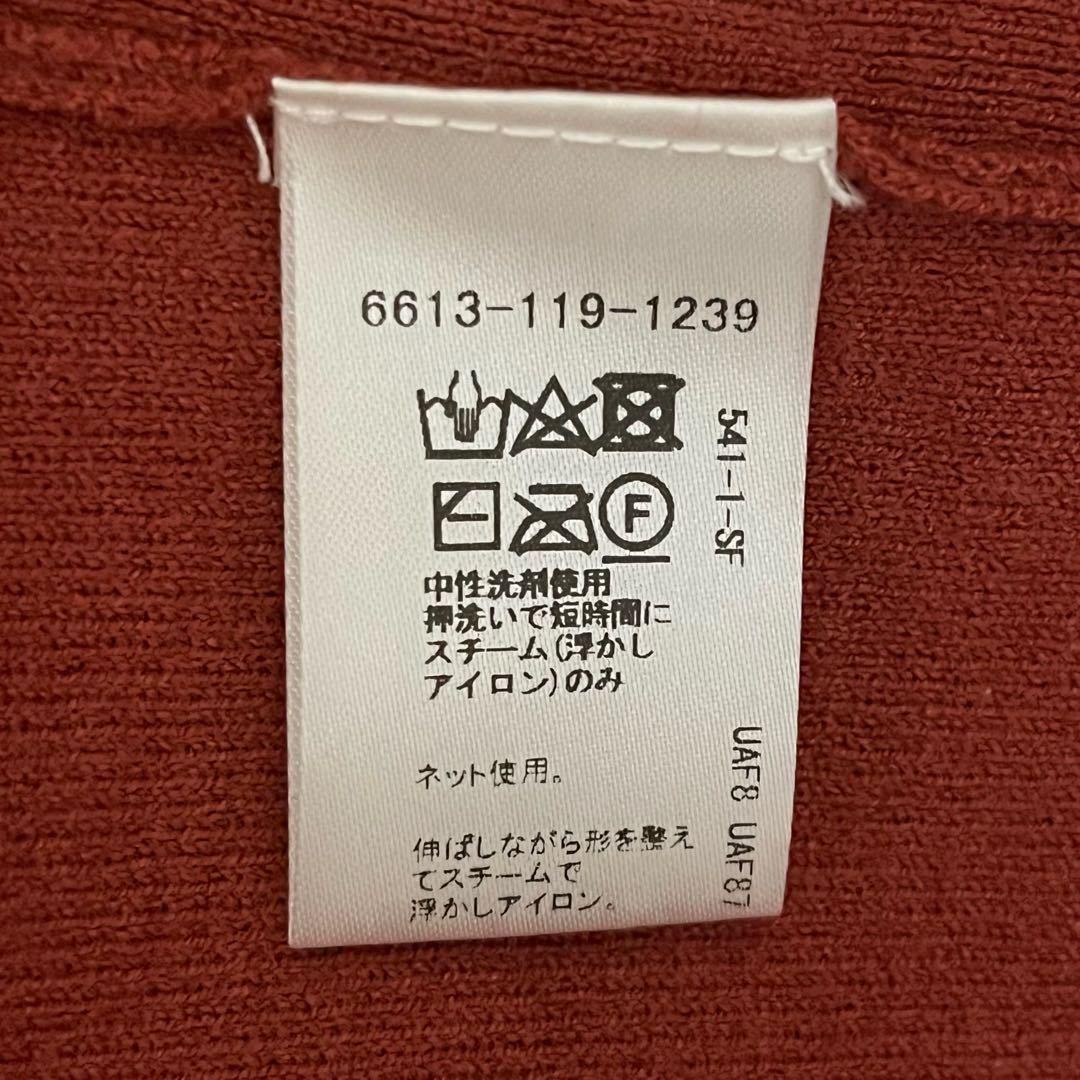 6613-119-1239
541-1-SF
F
中性洗剤使用
押洗いで短時間に
スチーム(浮かし
アイロン)のみ
ネット使用。
伸ばしながら形を整え
てスチームで
浮かしアイロン。
UAF8 UAF87